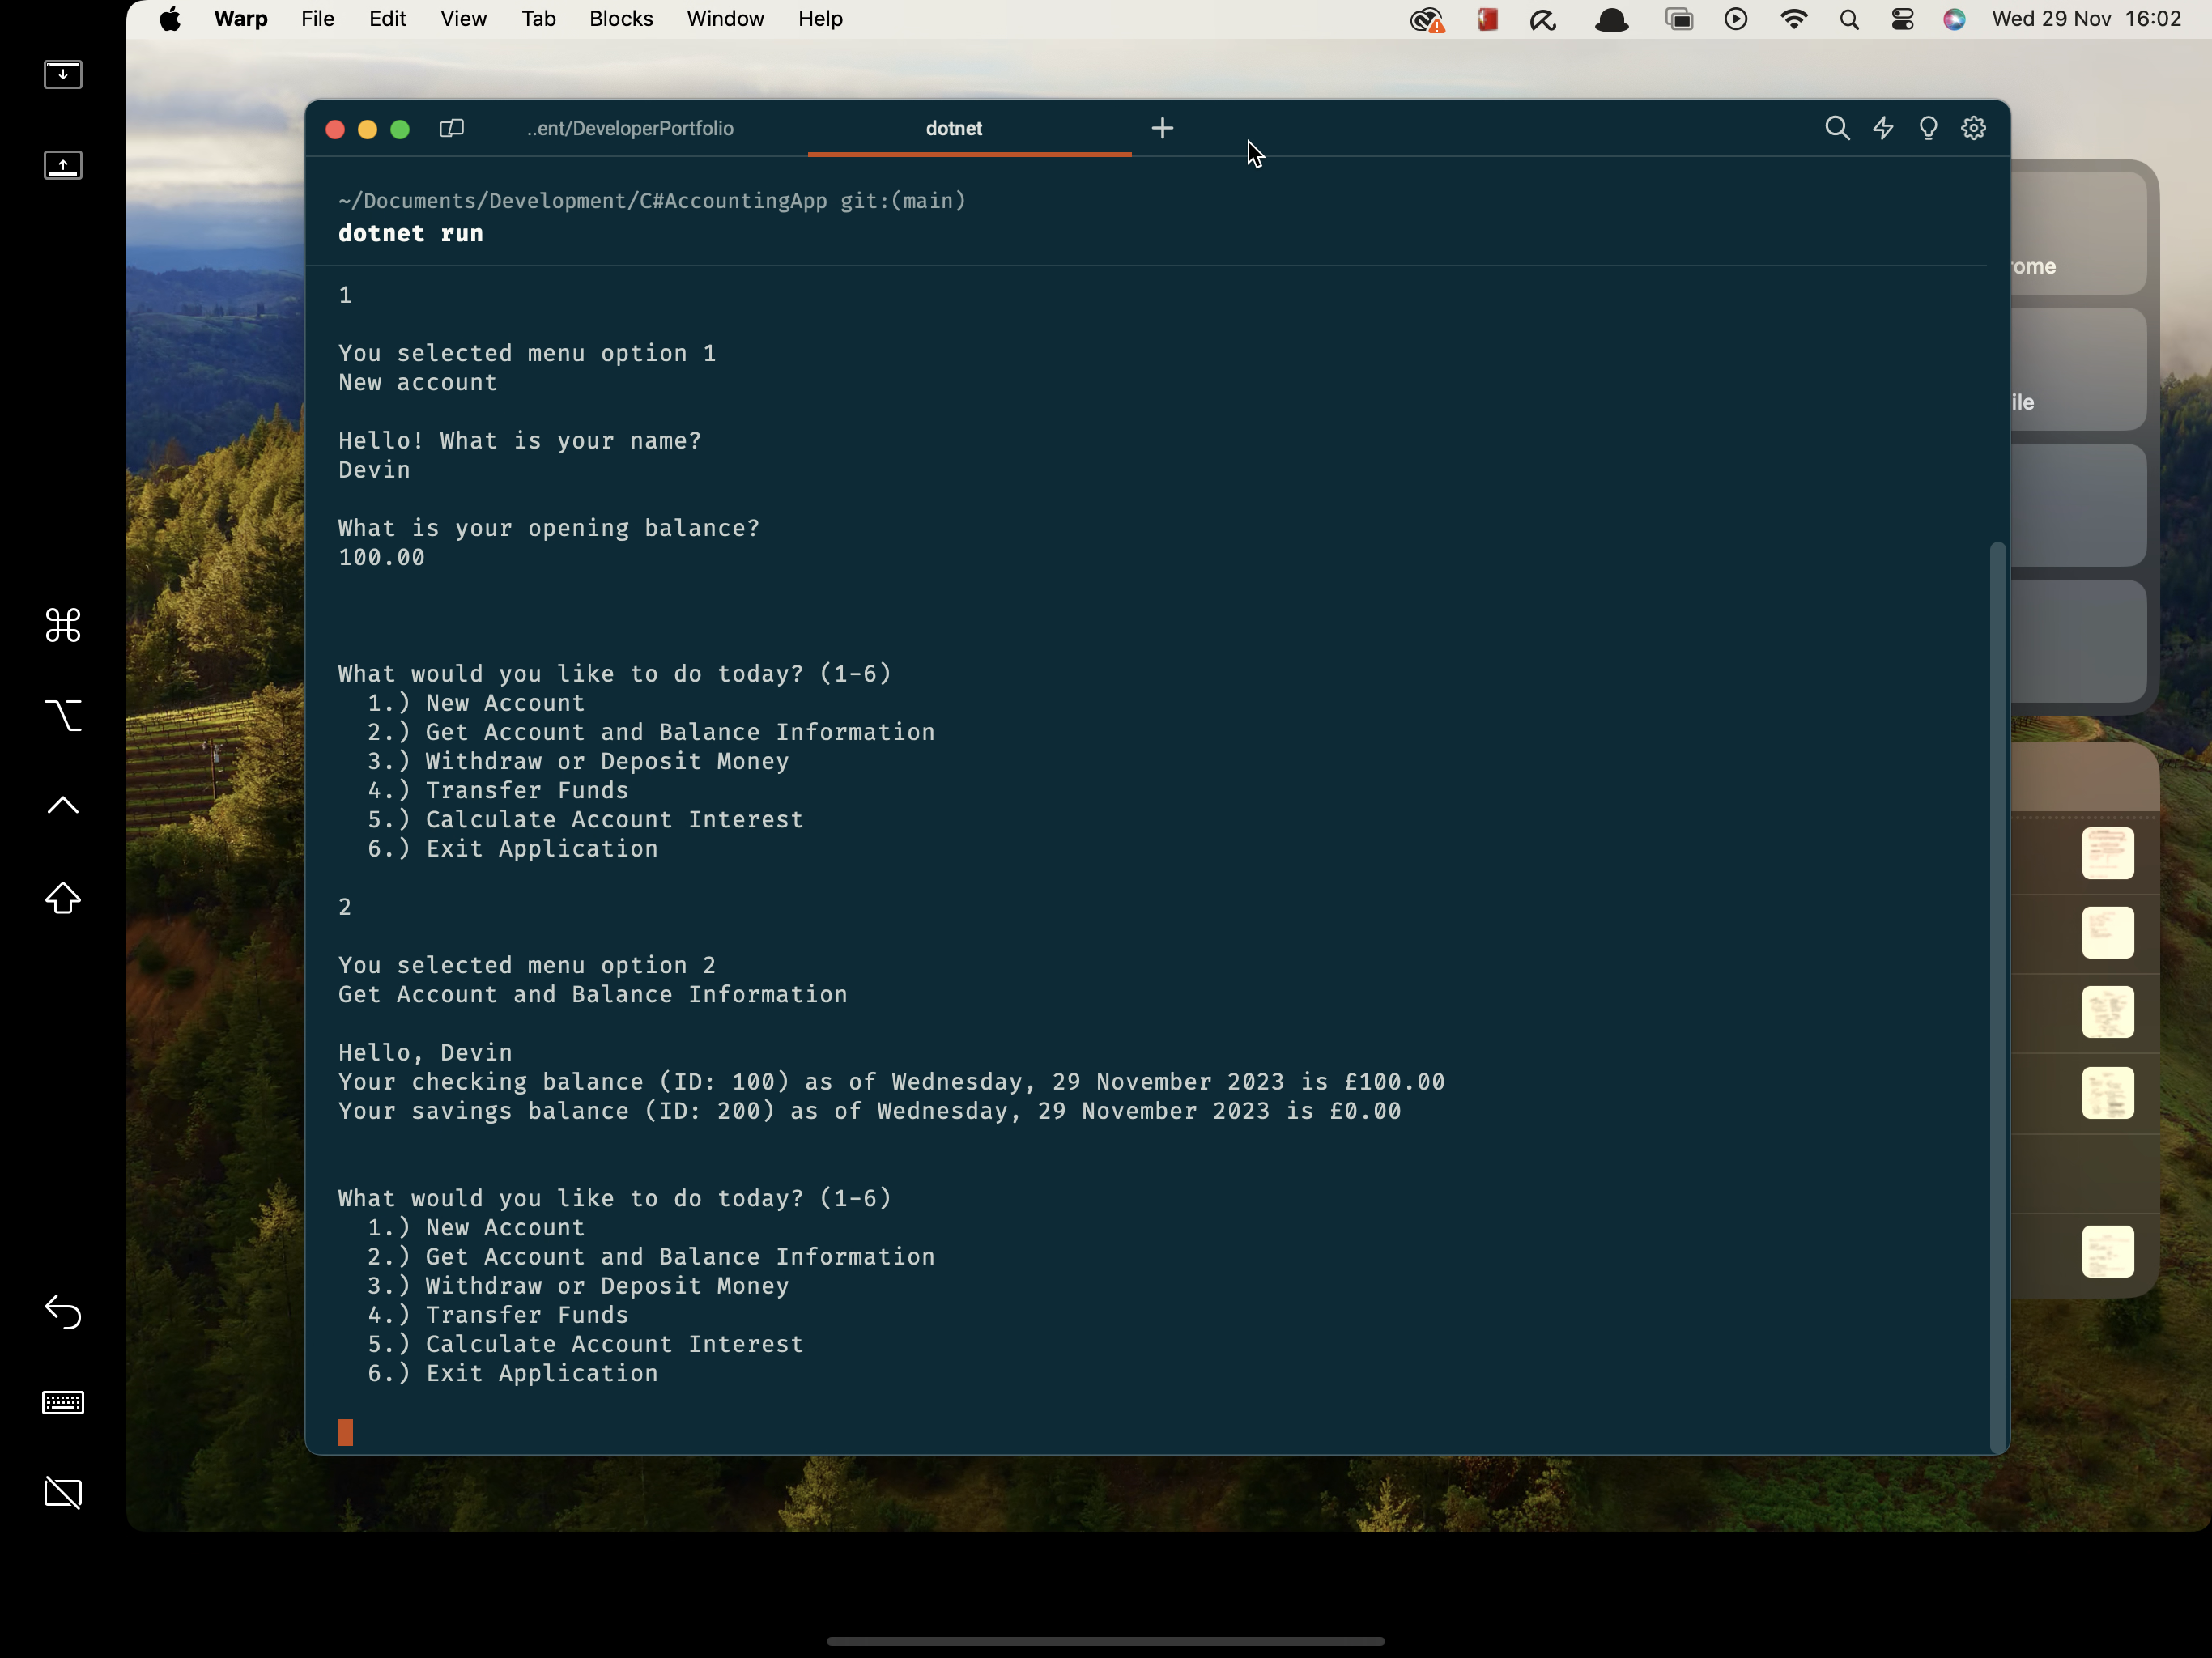 Warp File Edit View Tab Blocks Window Help Wed 29 Nov 16:02
..ent/DeveloperPortfolio dotnet
~/Documents/Development/C#AccountingApp git:(main)
dotnet run
1
You selected menu option 1
New account
Hello! What is your name?
Devin
What is your opening balance?
100.00
What would you like to do today? (1-6)
1.) New Account
2.) Get Account and Balance Information
3.) Withdraw or Deposit Money
4.) Transfer Funds
5.) Calculate Account Interest
6.) Exit Application
2
You selected menu option 2
Get Account and Balance Information
Hello, Devin
Your checking balance (ID: 100) as of Wednesday, 29 November 2023 is £100.00
Your savings balance (ID: 200) as of Wednesday, 29 November 2023 is £0.00
What would you like to do today? (1-6)
1.) New Account
2.) Get Account and Balance Information
3.) Withdraw or Deposit Money
4.) Transfer Funds
5.) Calculate Account Interest
6.) Exit Application
ome
ile